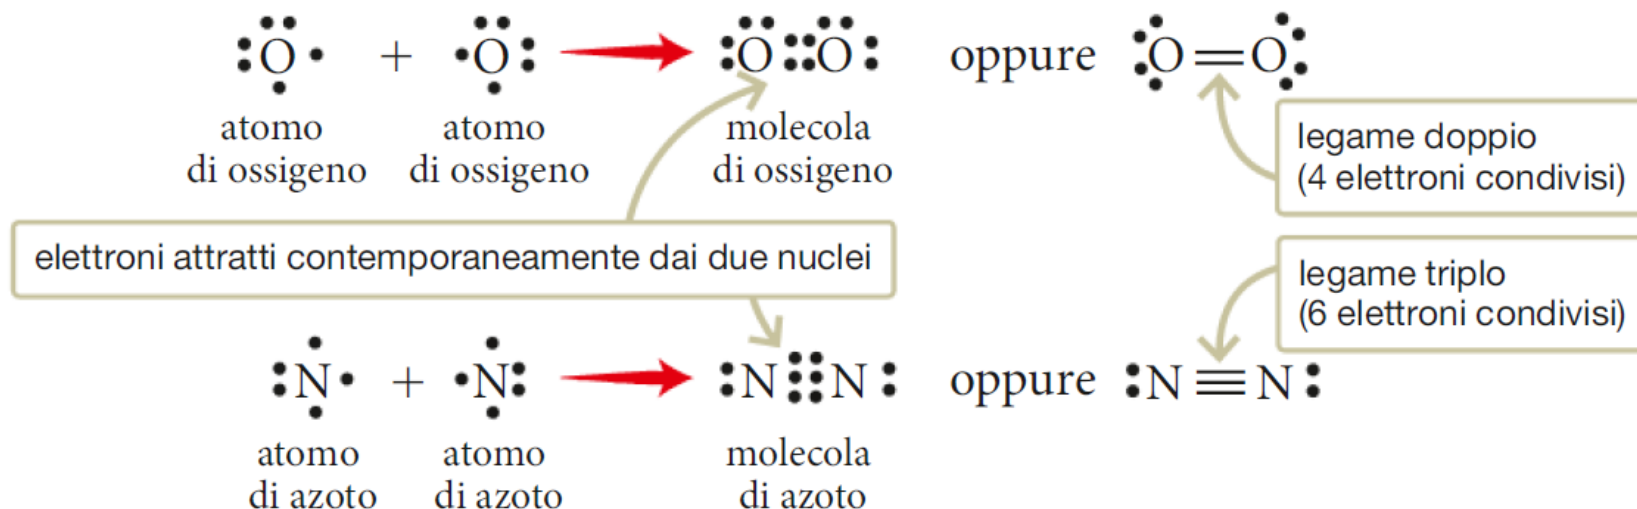 O + O O O oppure O=O
atomo
di ossigeno
atomo
di ossigeno
molecola
di ossigeno
legame doppio
(4 elettroni condivisi)
elettroni attratti contemporaneamente dai due nuclei
legame triplo
(6 elettroni condivisi)
N + N N N oppure N≡N
atomo
di azoto
atomo
di azoto
molecola
di azoto